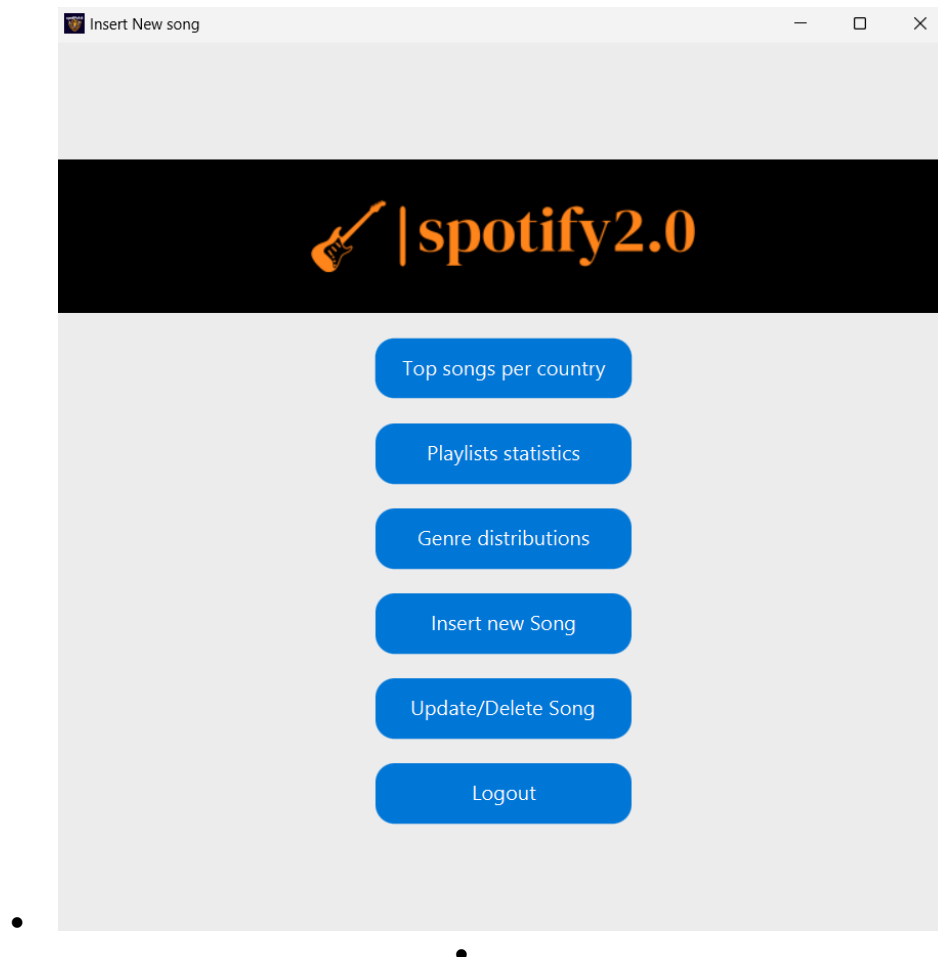 Insert New song
|spotify2.0
Top songs per country
Playlists statistics
Genre distributions
Insert new Song
Update/Delete Song
Logout